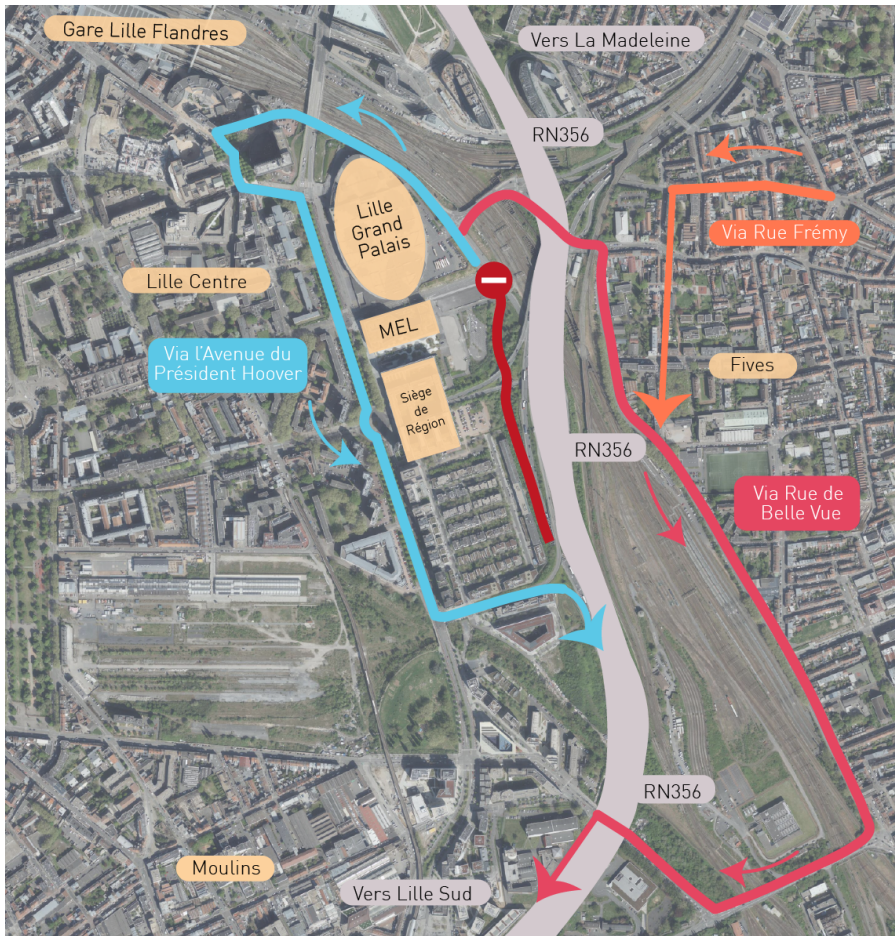 Gare Lille Flandres
Vers La Madeleine
RN356
Via Rue Frémy
Lille
Grand
Palais
Lille Centre
MEL
Via l'Avenue du
Président Hoover
Siège
de
Région
Fives
RN356
Via Rue de
Belle Vue
RN356
Moulins
Vers Lille Sud